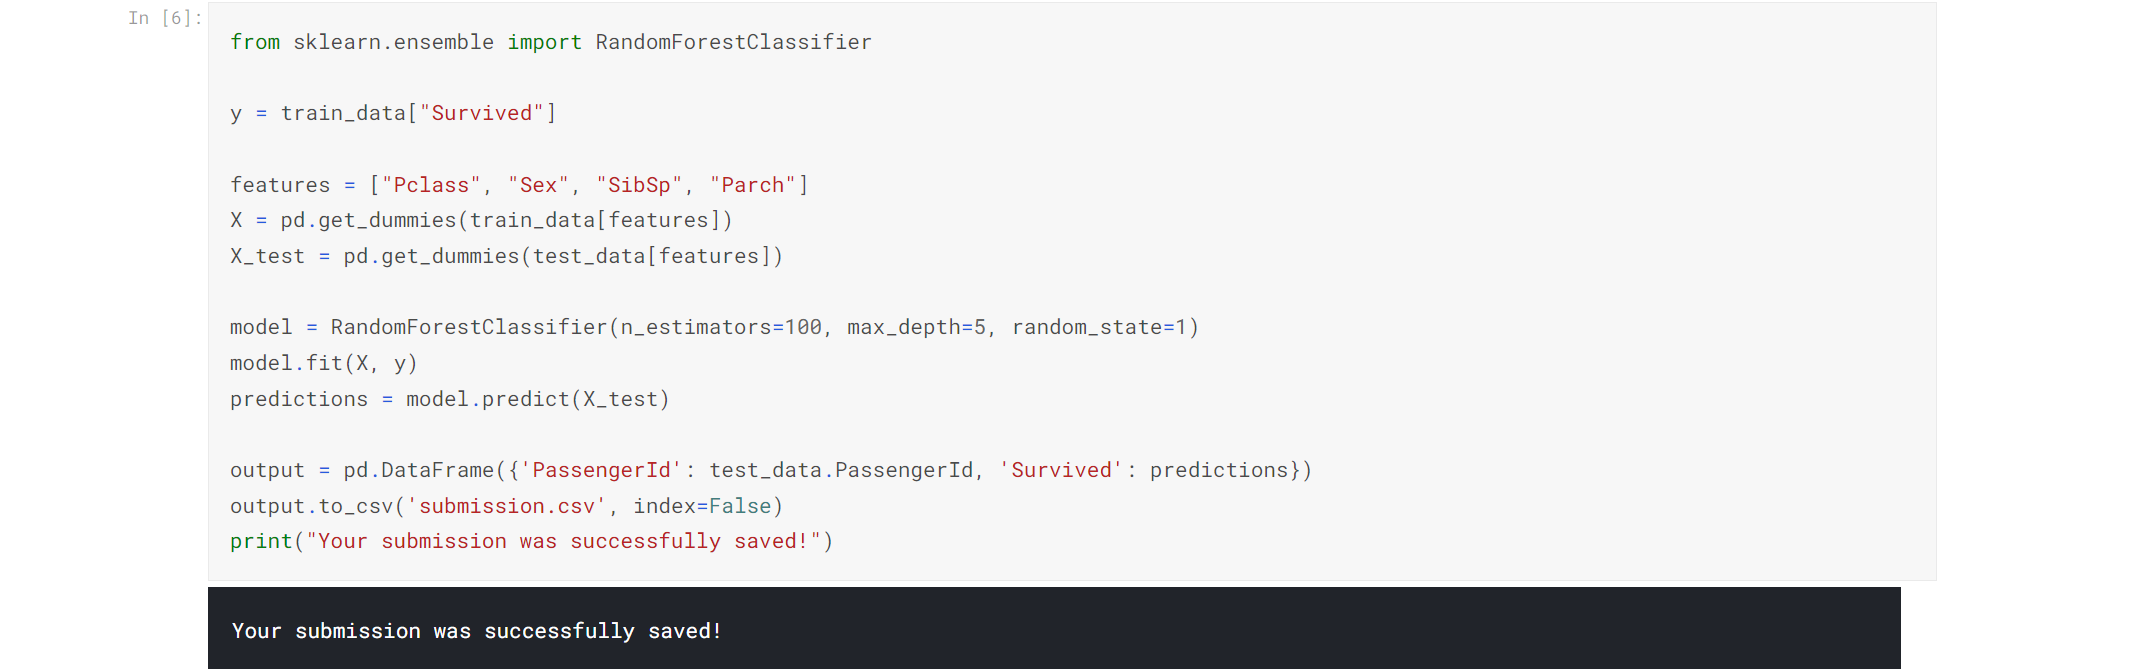 In [6]:
from sklearn.ensemble import RandomForestClassifier
y = train_data["Survived"]
features = ["Pclass", "Sex", "SibSp", "Parch"]
X = pd.get_dummies(train_data[features])
X_test = pd.get_dummies(test_data[features])
model = RandomForestClassifier(n_estimators=100, max_depth=5, random_state=1)
model.fit(X, y)
predictions = model.predict(X_test)
output = pd.DataFrame({'PassengerId': test_data.PassengerId, 'Survived': predictions})
output.to_csv('submission.csv', index=False)
print("Your submission was successfully saved!")
Your submission was successfully saved!